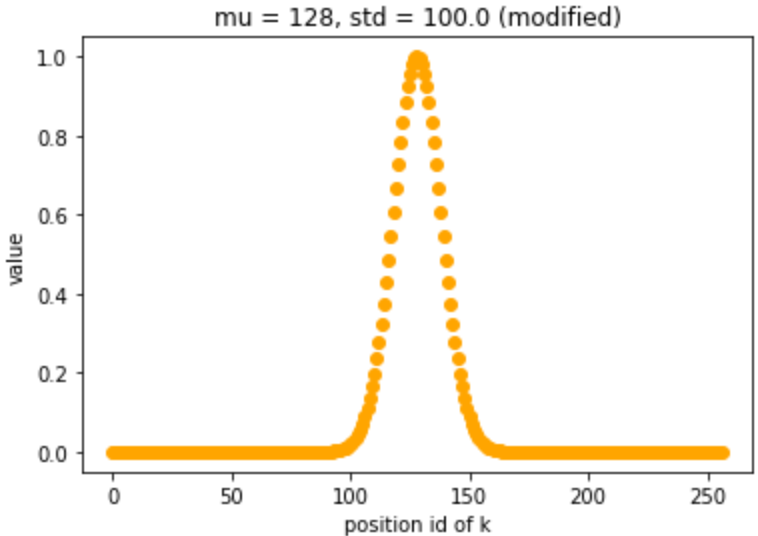 mu = 128, std = 100.0 (modified)
1.0
0.8
0.6
0.4
0.2
0.0
value
0 50 100 150 200 250
position id of k